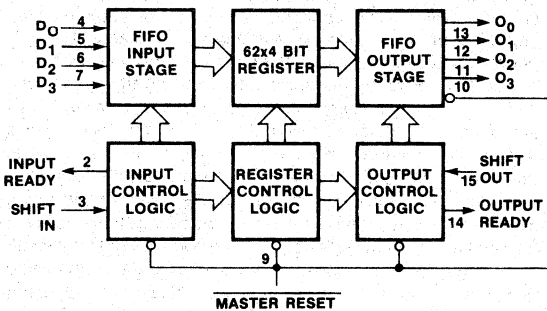 D0 4
D1 5
D2 6
D3 7
FIFO
INPUT
STAGE
62x4 BIT
REGISTER
FIFO
OUTPUT
STAGE
O0
13 O1
12 O2
11 O3
10
INPUT
READY
2
SHIFT
IN
3
INPUT
CONTROL
LOGIC
REGISTER
CONTROL
LOGIC
OUTPUT
CONTROL
LOGIC
15
SHIFT
OUT
14
OUTPUT
READY
9
MASTER RESET